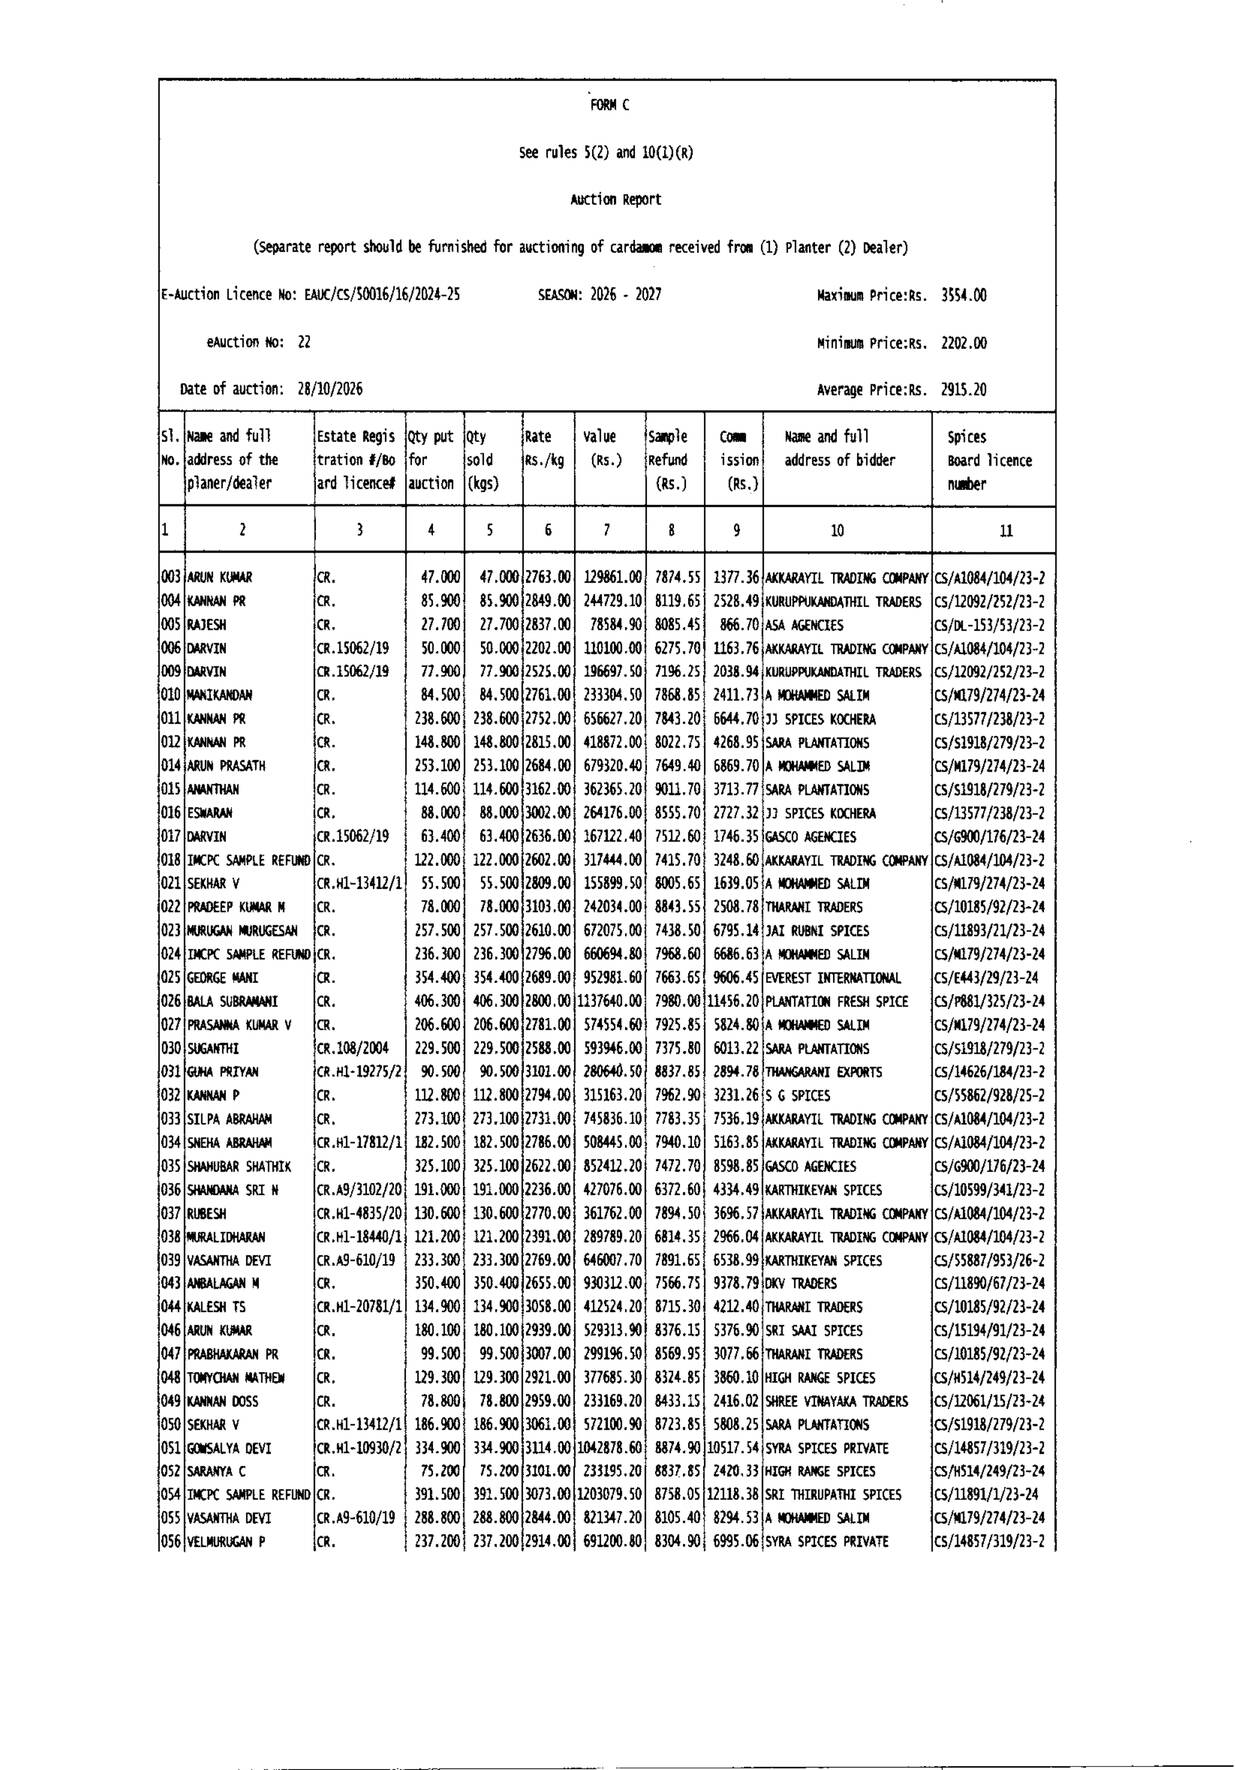 FORM C
See rules 5(2) and 10(1)(R)
Auction Report
(Separate report should be furnished for auctioning of cardamom received from (1) Planter (2) Dealer)
E-Auction Licence No: EAUC/CS/50016/16/2024-25 SEASON: 2026 - 2027 Maximum Price:Rs. 3554.00
eAuction No: 22 Minimum Price:Rs. 2202.00
Date of auction: 28/10/2026 Average Price:Rs. 2915.20
Sl. Name and full Estate Regis Qty put Qty Rate Value Sample Comm Name and full Spices
No. address of the tration #/Bo for sold Rs./kg (Rs.) Refund ission address of bidder Board licence
planer/dealer ard licence# auction (kgs) (Rs.) (Rs.) number
1 2 3 4 5 6 7 8 9 10 11
003 ARUN KUMAR CR. 47.000 47.000 2763.00 129861.00 7874.55 1377.36 AKKARAYIL TRADING COMPANY CS/A1084/104/23-2
004 KANNAN PR CR. 85.900 85.900 2849.00 244729.10 8119.65 2528.49 KURUPPUKANDATHIL TRADERS CS/12092/252/23-2
005 RAJESH CR. 27.700 27.700 2837.00 78584.90 8085.45 866.70 ASA AGENCIES CS/DL-153/53/23-2
006 DARVIN CR.15062/19 50.000 50.000 2202.00 110100.00 6275.70 1163.76 AKKARAYIL TRADING COMPANY CS/A1084/104/23-2
009 DARVIN CR.15062/19 77.900 77.900 2525.00 196697.50 7196.25 2038.94 KURUPPUKANDATHIL TRADERS CS/12092/252/23-2
010 MANIKANDAN CR. 84.500 84.500 2761.00 233304.50 7868.85 2411.73 A MOHAMMED SALIM CS/M179/274/23-24
011 KANNAN PR CR. 238.600 238.600 2752.00 656627.20 7843.20 6644.70 JJ SPICES KOCHERA CS/13577/238/23-2
012 KANNAN PR CR. 148.800 148.800 2815.00 418872.00 8022.75 4268.95 SARA PLANTATIONS CS/S1918/279/23-2
014 ARUN PRASATH CR. 253.100 253.100 2684.00 679320.40 7649.40 6869.70 A MOHAMMED SALIM CS/M179/274/23-24
015 ANANTHAN CR. 114.600 114.600 3162.00 362365.20 9011.70 3713.77 SARA PLANTATIONS CS/S1918/279/23-2
016 ESWARAN CR. 88.000 88.000 3002.00 264176.00 8555.70 2727.32 JJ SPICES KOCHERA CS/13577/238/23-2
017 DARVIN CR.15062/19 63.400 63.400 2636.00 167122.40 7512.60 1746.35 GASCO AGENCIES CS/G900/176/23-24
018 IMCPC SAMPLE REFUND CR. 122.000 122.000 2602.00 317444.00 7415.70 3248.60 AKKARAYIL TRADING COMPANY CS/A1084/104/23-2
021 SEKHAR V CR.H1-13412/1 55.500 55.500 2809.00 155899.50 8005.65 1639.05 A MOHAMMED SALIM CS/M179/274/23-24
022 PRADEEP KUMAR M CR. 78.000 78.000 3103.00 242034.00 8843.55 2508.78 THARANI TRADERS CS/10185/92/23-24
023 MURUGAN MURUGESAN CR. 257.500 257.500 2610.00 672075.00 7438.50 6795.14 JAI RUBNI SPICES CS/11893/21/23-24
024 IMCPC SAMPLE REFUND CR. 236.300 236.300 2796.00 660694.80 7968.60 6686.63 A MOHAMMED SALIM CS/M179/274/23-24
025 GEORGE MANI CR. 354.400 354.400 2689.00 952981.60 7663.65 9606.45 EVEREST INTERNATIONAL CS/E443/29/23-24
026 BALA SUBRAMANI CR. 406.300 406.300 2800.00 1137640.00 7980.00 11456.20 PLANTATION FRESH SPICE CS/P881/325/23-24
027 PRASANNA KUMAR V CR. 206.600 206.600 2781.00 574554.60 7925.85 5824.80 A MOHAMMED SALIM CS/M179/274/23-24
030 SUGANTHI CR.108/2004 229.500 229.500 2588.00 593946.00 7375.80 6013.22 SARA PLANTATIONS CS/S1918/279/23-2
031 GUHA PRIYAN CR.H1-19275/2 90.500 90.500 3101.00 280640.50 8837.85 2894.78 THANGARANI EXPORTS CS/14626/184/23-2
032 KANNAN P CR. 112.800 112.800 2794.00 315163.20 7962.90 3231.26 S G SPICES CS/55862/928/25-2
033 SILPA ABRAHAM CR. 273.100 273.100 2731.00 745836.10 7783.35 7536.19 AKKARAYIL TRADING COMPANY CS/A1084/104/23-2
034 SNEHA ABRAHAM CR.H1-17812/1 182.500 182.500 2786.00 508445.00 7940.10 5163.85 AKKARAYIL TRADING COMPANY CS/A1084/104/23-2
035 SHAHUBAR SHATHIK CR. 325.100 325.100 2622.00 852412.20 7472.70 8598.85 GASCO AGENCIES CS/G900/176/23-24
036 SHANDANA SRI N CR.A9/3102/20 191.000 191.000 2236.00 427076.00 6372.60 4334.49 KARTHIKEYAN SPICES CS/10599/341/23-2
037 RUBESH CR.H1-4835/20 130.600 130.600 2770.00 361762.00 7894.50 3696.57 AKKARAYIL TRADING COMPANY CS/A1084/104/23-2
038 MURALIDHARAN CR.H1-18440/1 121.200 121.200 2391.00 289789.20 6814.35 2966.04 AKKARAYIL TRADING COMPANY CS/A1084/104/23-2
039 VASANTHA DEVI CR.A9-610/19 233.300 233.300 2769.00 646007.70 7891.65 6538.99 KARTHIKEYAN SPICES CS/55887/953/26-2
043 ANBALAGAN M CR. 350.400 350.400 2655.00 930312.00 7566.75 9378.79 DKV TRADERS CS/11890/67/23-24
044 KALESH TS CR.H1-20781/1 134.900 134.900 3058.00 412524.20 8715.30 4212.40 THARANI TRADERS CS/10185/92/23-24
046 ARUN KUMAR CR. 180.100 180.100 2939.00 529313.90 8376.15 5376.90 SRI SAAI SPICES CS/15194/91/23-24
047 PRABHAKARAN PR CR. 99.500 99.500 3007.00 299196.50 8569.95 3077.66 THARANI TRADERS CS/10185/92/23-24
048 TOMYCHAN MATHEW CR. 129.300 129.300 2921.00 377685.30 8324.85 3860.10 HIGH RANGE SPICES CS/H514/249/23-24
049 KANNAN DOSS CR. 78.800 78.800 2959.00 233169.20 8433.15 2416.02 SHREE VINAYAKA TRADERS CS/12061/15/23-24
050 SEKHAR V CR.H1-13412/1 186.900 186.900 3061.00 572100.90 8723.85 5808.25 SARA PLANTATIONS CS/S1918/279/23-2
051 GOWSALYA DEVI CR.H1-10930/2 334.900 334.900 3114.00 1042878.60 8874.90 10517.54 SYRA SPICES PRIVATE CS/14857/319/23-2
052 SARANYA C CR. 75.200 75.200 3101.00 233195.20 8837.85 2420.33 HIGH RANGE SPICES CS/H514/249/23-24
054 IMCPC SAMPLE REFUND CR. 391.500 391.500 3073.00 1203079.50 8758.05 12118.38 SRI THIRUPATHI SPICES CS/11891/1/23-24
055 VASANTHA DEVI CR.A9-610/19 288.800 288.800 2844.00 821347.20 8105.40 8294.53 A MOHAMMED SALIM CS/M179/274/23-24
056 VELMURUGAN P CR. 237.200 237.200 2914.00 691200.80 8304.90 6995.06 SYRA SPICES PRIVATE CS/14857/319/23-2